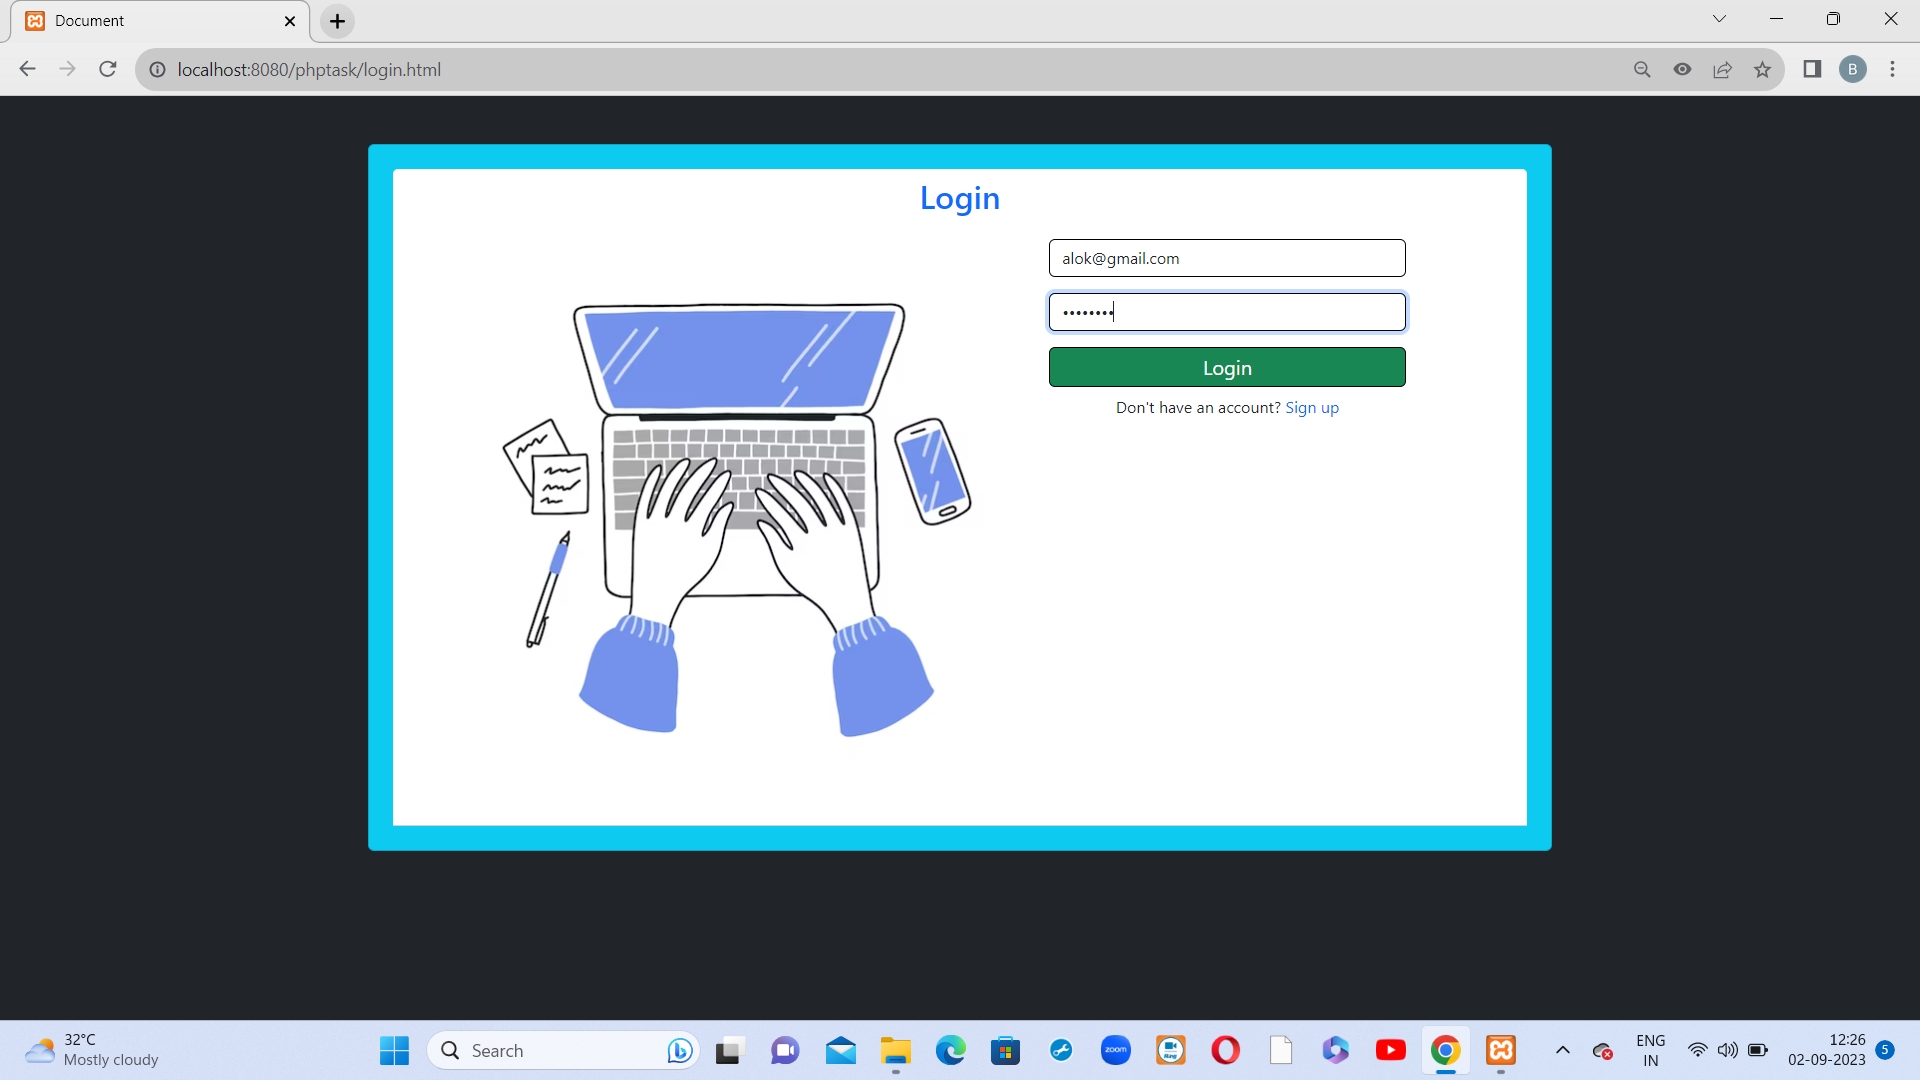 Document
localhost:8080/phptask/login.html
B
Login
alok@gmail.com
••••••••
Login
Don't have an account? Sign up
32°C
Mostly cloudy
Search
zoom
ENG
IN
12:26
02-09-2023
5